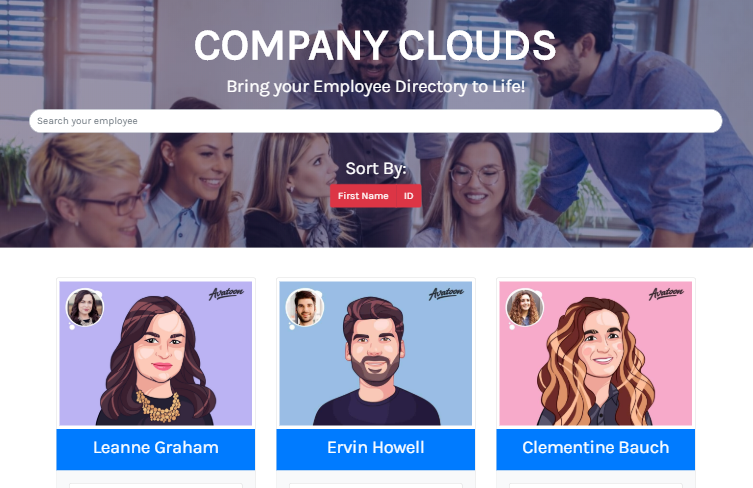 COMPANY CLOUDS
Bring your Employee Directory to Life!
Search your employee
Sort By:
First Name ID
Avatoon Avatoon Avatoon
Leanne Graham Ervin Howell Clementine Bauch